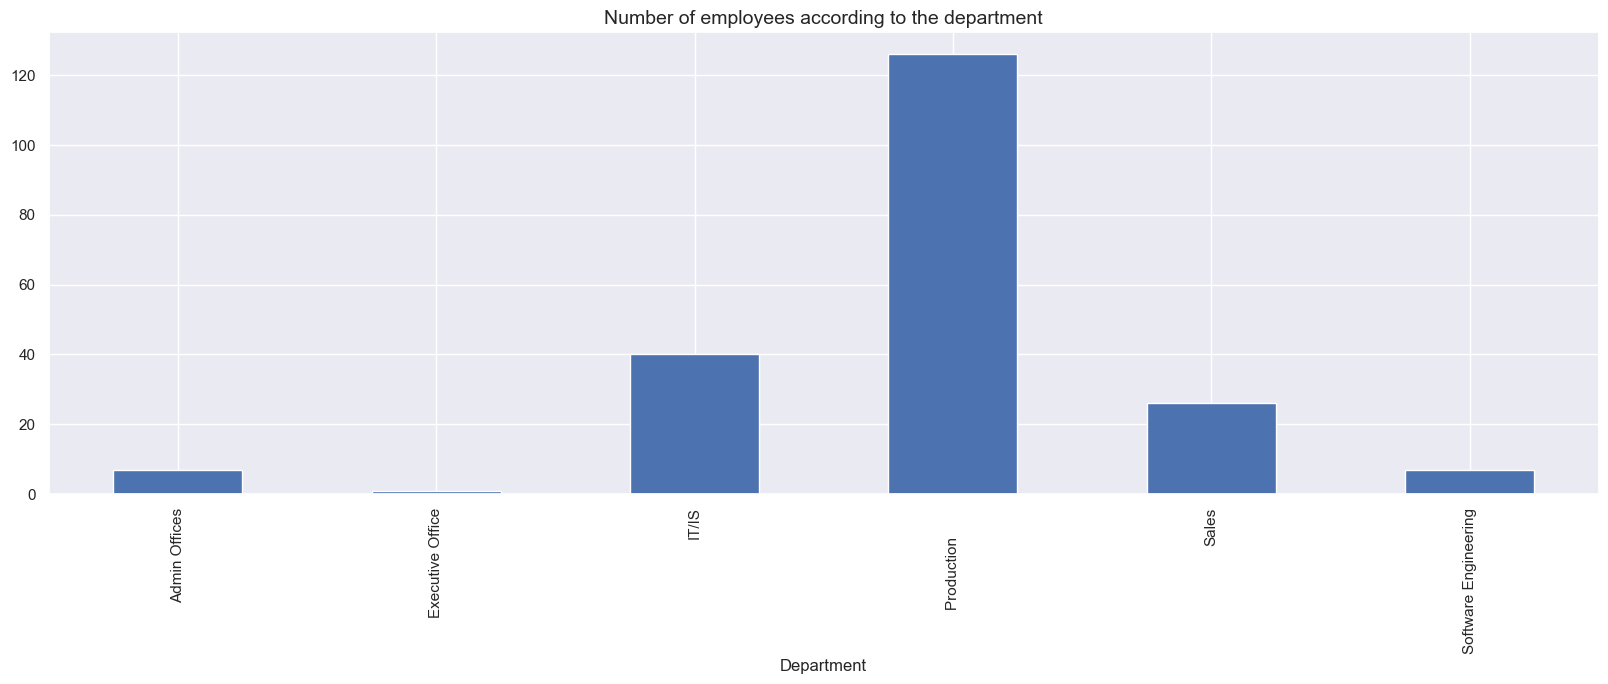 Number of employees according to the department
120
100
80
60
40
20
0
Admin Offices
Executive Office
IT/IS
Production
Sales
Software Engineering
Department